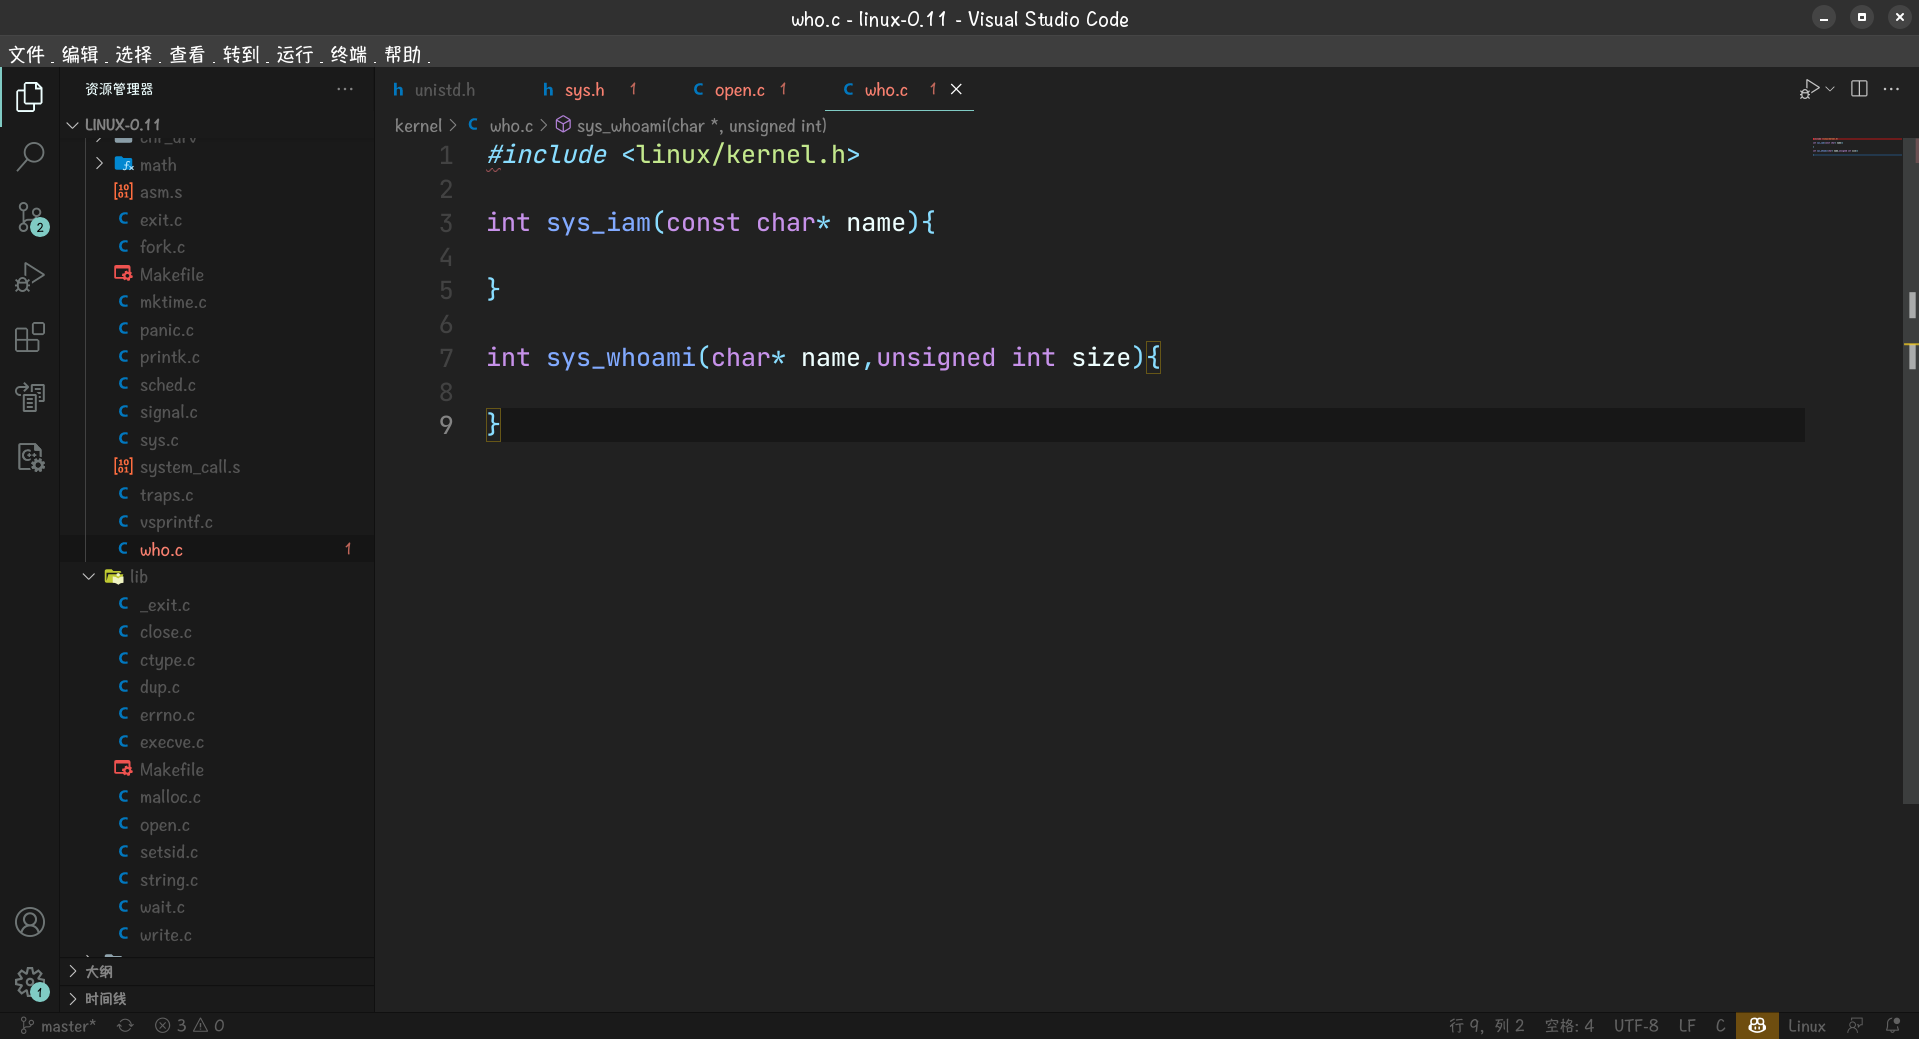 who.c - linux-0.11 - Visual Studio Code
文件 编辑 选择 查看 转到 运行 终端 帮助
资源管理器
unistd.h
sys.h 1
open.c 1
who.c 1
LINUX-0.11
kernel > who.c > sys_whoami(char *, unsigned int)
chr_drv
math
asm.s
exit.c
fork.c
Makefile
mktime.c
panic.c
printk.c
sched.c
signal.c
sys.c
system_call.s
traps.c
vsprintf.c
who.c 1
lib
_exit.c
close.c
ctype.c
dup.c
errno.c
execve.c
Makefile
malloc.c
open.c
setsid.c
string.c
wait.c
write.c
大纲
时间线
1 #include <linux/kernel.h>
2
3 int sys_iam(const char* name){
4
5 }
6
7 int sys_whoami(char* name,unsigned int size){
8
9 }
2
1
master* 3 0
行 9, 列 2 空格: 4 UTF-8 LF C Linux